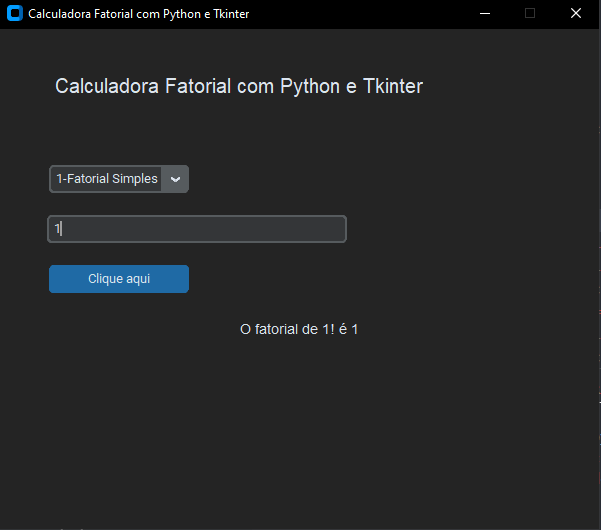 Calculadora Fatorial com Python e Tkinter
Calculadora Fatorial com Python e Tkinter
1-Fatorial Simples
1
Clique aqui
O fatorial de 1! é 1